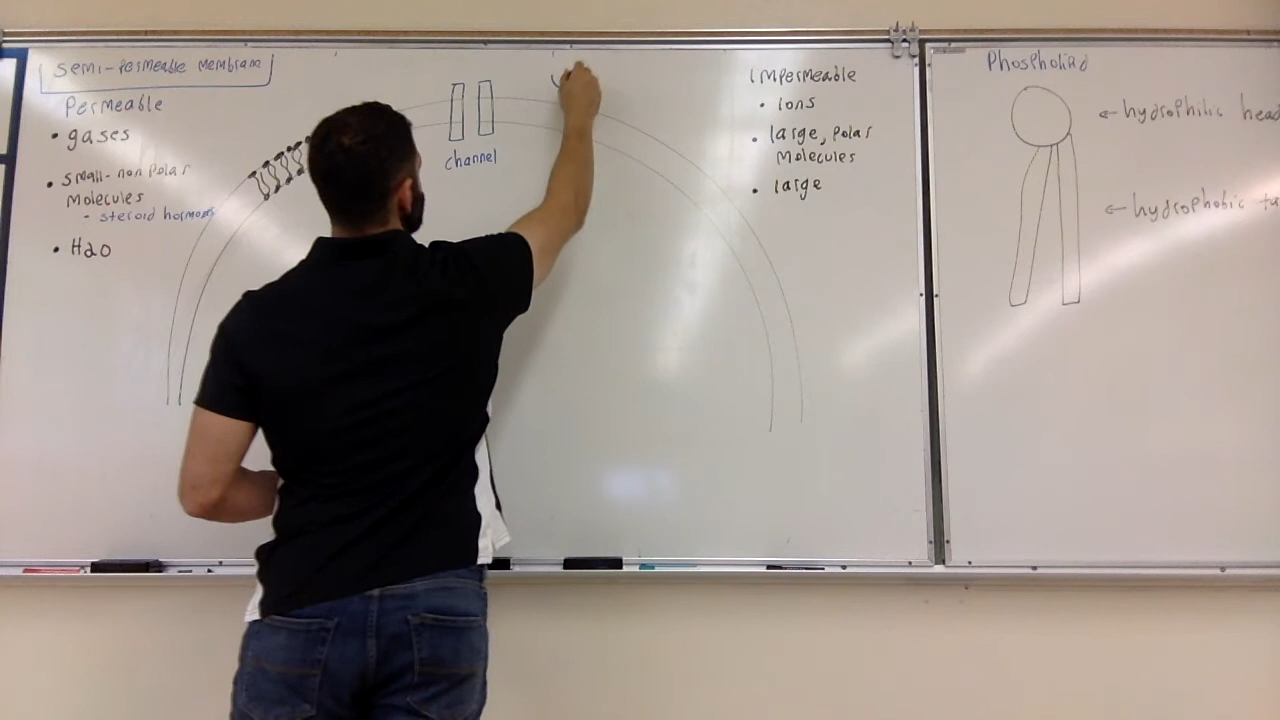 Semi-Permeable Membrane
Permeable
• gases
• small-non polar
Molecules
- steroid hormones
• H2O
channel
Impermeable
• Ions
• large, polar
Molecules
• large
Phospholipid
← hydrophilic head
← hydrophobic